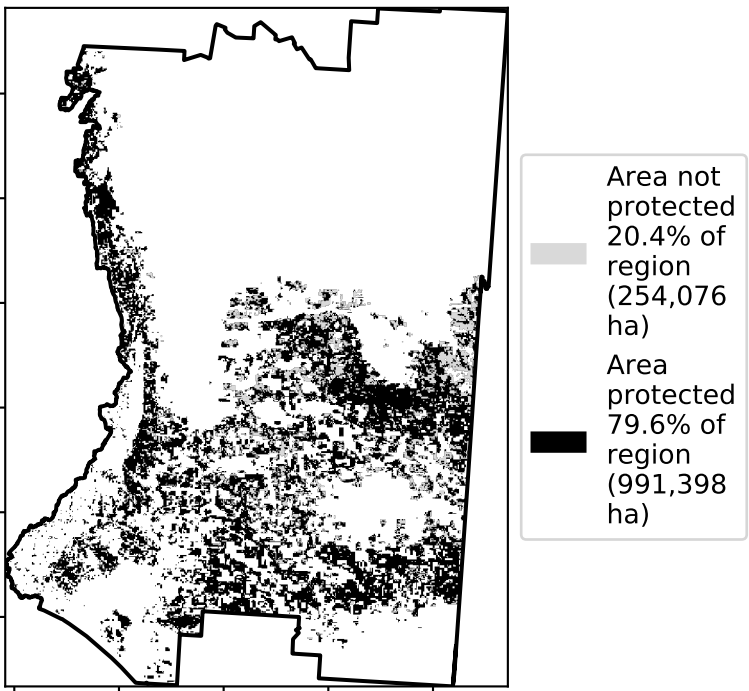 Area not
protected
20.4% of
region
(254,076
ha)
Area
protected
79.6% of
region
(991,398
ha)